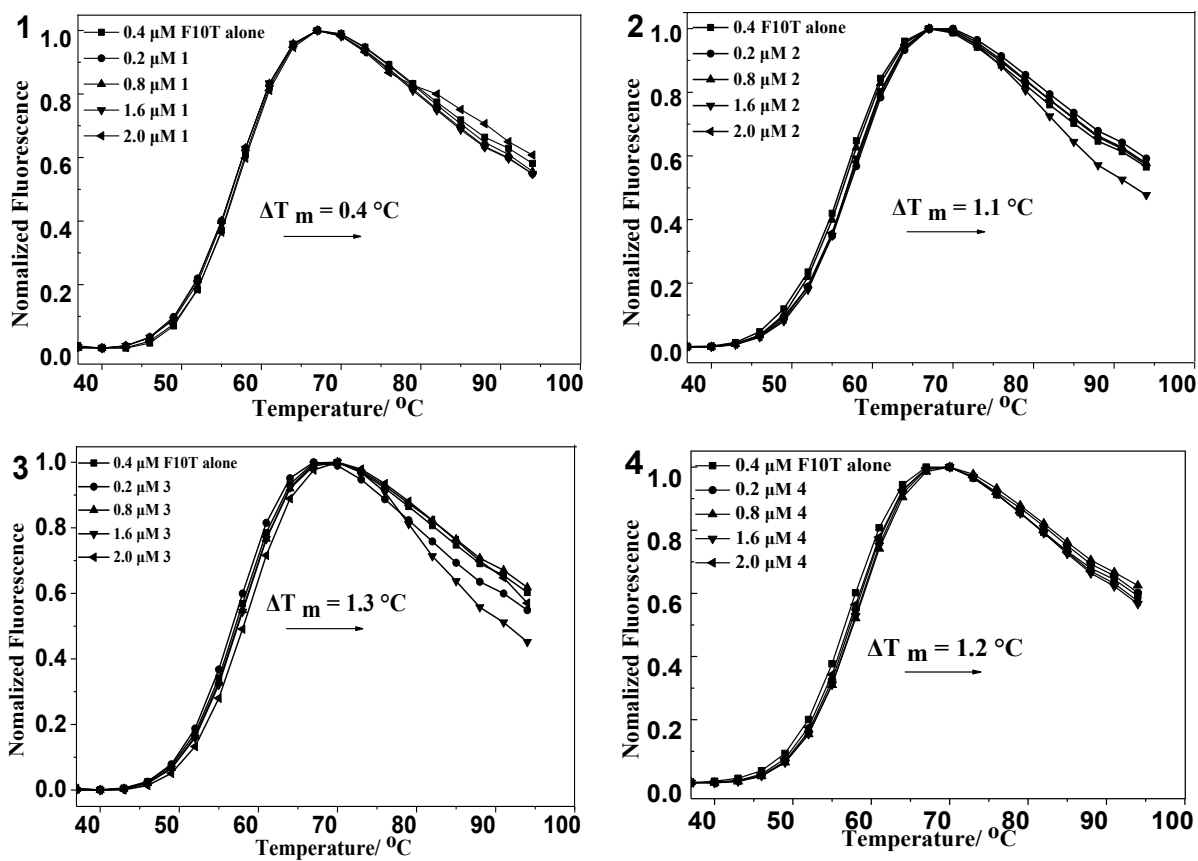 1
Nomalized Fluorescence
1.0
0.8
0.6
0.4
0.2
0.0
0.4 μM F10T alone
0.2 μM 1
0.8 μM 1
1.6 μM 1
2.0 μM 1
ΔT m = 0.4 °C
40 50 60 70 80 90 100
Temperature/ °C
2
Nomalized Fluorescence
1.0
0.8
0.6
0.4
0.2
0.0
0.4 F10T alone
0.2 μM 2
0.8 μM 2
1.6 μM 2
2.0 μM 2
ΔT m = 1.1 °C
40 50 60 70 80 90 100
Temperature/ °C
3
Nomalized Fluorescence
1.0
0.8
0.6
0.4
0.2
0.0
0.4 μM F10T alone
0.2 μM 3
0.8 μM 3
1.6 μM 3
2.0 μM 3
ΔT m = 1.3 °C
40 50 60 70 80 90 100
Temperature/ °C
4
Nomalized Fluorescence
1.0
0.8
0.6
0.4
0.2
0.0
0.4 μM F10T alone
0.2 μM 4
0.8 μM 4
1.6 μM 4
2.0 μM 4
ΔT m = 1.2 °C
40 50 60 70 80 90 100
Temperature/ °C